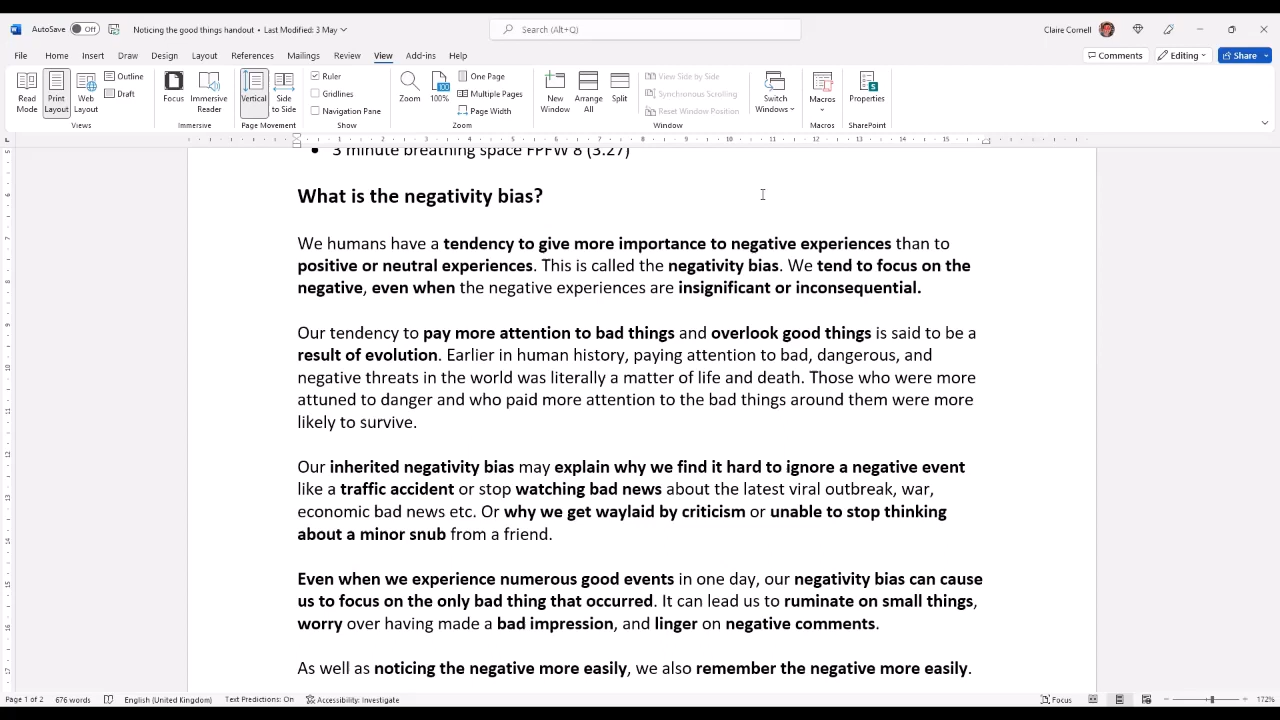 AutoSave Off Noticing the good things handout • Last Modified: 3 May Search (Alt+Q) Claire Cornell
File Home Insert Draw Design Layout References Mailings Review View Add-ins Help Comments Editing Share
Read Mode Print Layout Web Layout Outline Draft Focus Immersive Reader Vertical Side to Side Ruler Gridlines Navigation Pane Zoom 100% One Page Multiple Pages Page Width New Window Arrange All Split View Side by Side Synchronous Scrolling Reset Window Position Switch Windows Macros Properties
Views Immersive Page Movement Show Zoom Window Macros SharePoint
1 2 3 4 5 6 7 8 9 10 11 12 13 14 15
• 3 minute breathing space FPFW 8 (3.27)
What is the negativity bias?
We humans have a tendency to give more importance to negative experiences than to
positive or neutral experiences. This is called the negativity bias. We tend to focus on the
negative, even when the negative experiences are insignificant or inconsequential.
Our tendency to pay more attention to bad things and overlook good things is said to be a
result of evolution. Earlier in human history, paying attention to bad, dangerous, and
negative threats in the world was literally a matter of life and death. Those who were more
attuned to danger and who paid more attention to the bad things around them were more
likely to survive.
Our inherited negativity bias may explain why we find it hard to ignore a negative event
like a traffic accident or stop watching bad news about the latest viral outbreak, war,
economic bad news etc. Or why we get waylaid by criticism or unable to stop thinking
about a minor snub from a friend.
Even when we experience numerous good events in one day, our negativity bias can cause
us to focus on the only bad thing that occurred. It can lead us to ruminate on small things,
worry over having made a bad impression, and linger on negative comments.
As well as noticing the negative more easily, we also remember the negative more easily.
Page 1 of 2 676 words English (United Kingdom) Text Predictions: On Accessibility: Investigate Focus 172%